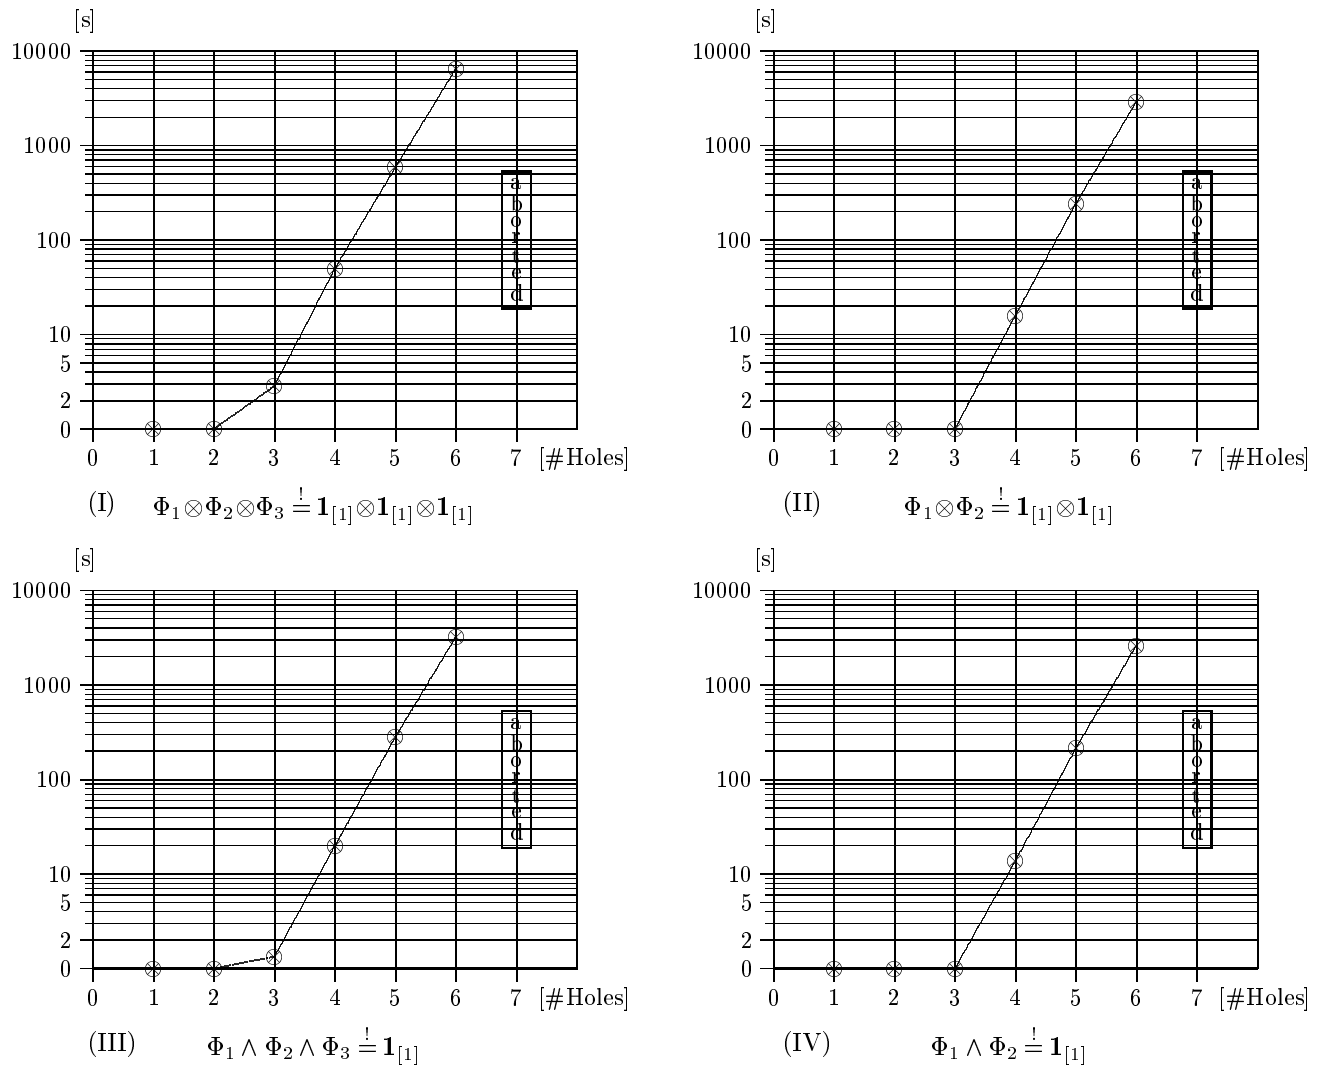 [s]
10000
1000
100
10
5
2
0
0 1 2 3 4 5 6 7 [#Holes]
aborted
(I) Φ₁⊗Φ₂⊗Φ₃ =! 𝟏[1]⊗𝟏[1]⊗𝟏[1]
[s]
10000
1000
100
10
5
2
0
0 1 2 3 4 5 6 7 [#Holes]
aborted
(II) Φ₁⊗Φ₂ =! 𝟏[1]⊗𝟏[1]
[s]
10000
1000
100
10
5
2
0
0 1 2 3 4 5 6 7 [#Holes]
aborted
(III) Φ₁ ∧ Φ₂ ∧ Φ₃ =! 𝟏[1]
[s]
10000
1000
100
10
5
2
0
0 1 2 3 4 5 6 7 [#Holes]
aborted
(IV) Φ₁ ∧ Φ₂ =! 𝟏[1]